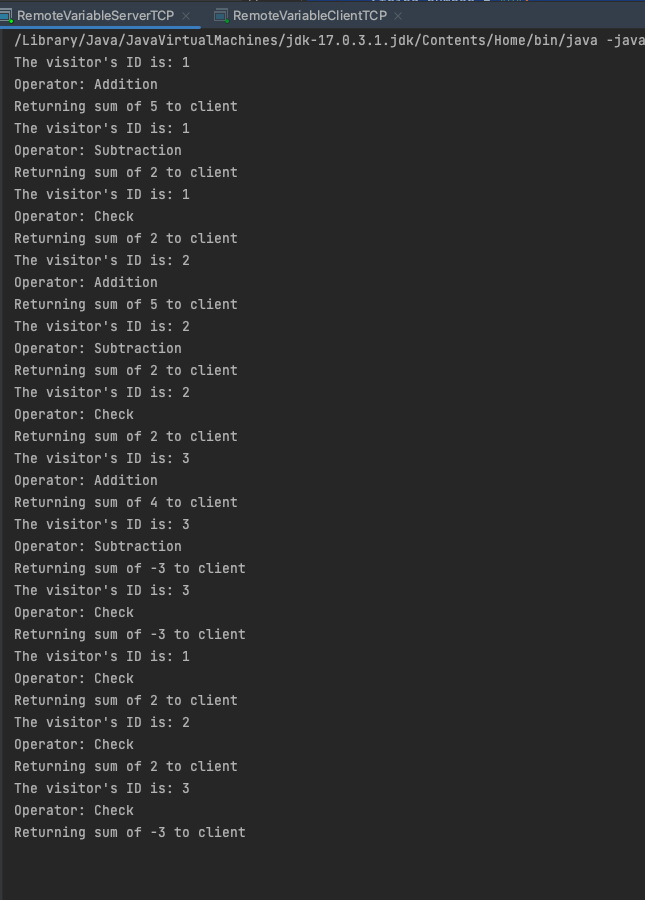 RemoteVariableServerTCP × RemoteVariableClientTCP ×
/Library/Java/JavaVirtualMachines/jdk-17.0.3.1.jdk/Contents/Home/bin/java -java
The visitor's ID is: 1
Operator: Addition
Returning sum of 5 to client
The visitor's ID is: 1
Operator: Subtraction
Returning sum of 2 to client
The visitor's ID is: 1
Operator: Check
Returning sum of 2 to client
The visitor's ID is: 2
Operator: Addition
Returning sum of 5 to client
The visitor's ID is: 2
Operator: Subtraction
Returning sum of 2 to client
The visitor's ID is: 2
Operator: Check
Returning sum of 2 to client
The visitor's ID is: 3
Operator: Addition
Returning sum of 4 to client
The visitor's ID is: 3
Operator: Subtraction
Returning sum of -3 to client
The visitor's ID is: 3
Operator: Check
Returning sum of -3 to client
The visitor's ID is: 1
Operator: Check
Returning sum of 2 to client
The visitor's ID is: 2
Operator: Check
Returning sum of 2 to client
The visitor's ID is: 3
Operator: Check
Returning sum of -3 to client